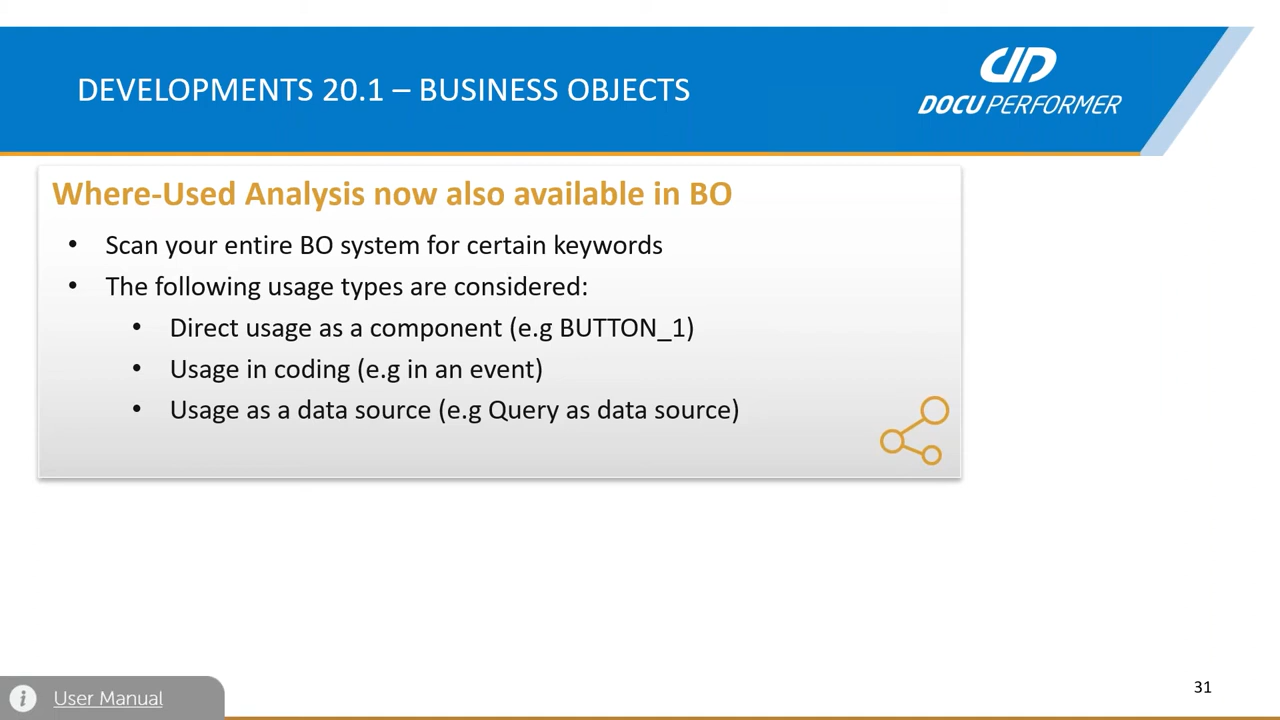 DEVELOPMENTS 20.1 – BUSINESS OBJECTS
DOCU PERFORMER
Where-Used Analysis now also available in BO
• Scan your entire BO system for certain keywords
• The following usage types are considered:
• Direct usage as a component (e.g BUTTON_1)
• Usage in coding (e.g in an event)
• Usage as a data source (e.g Query as data source)
User Manual
31